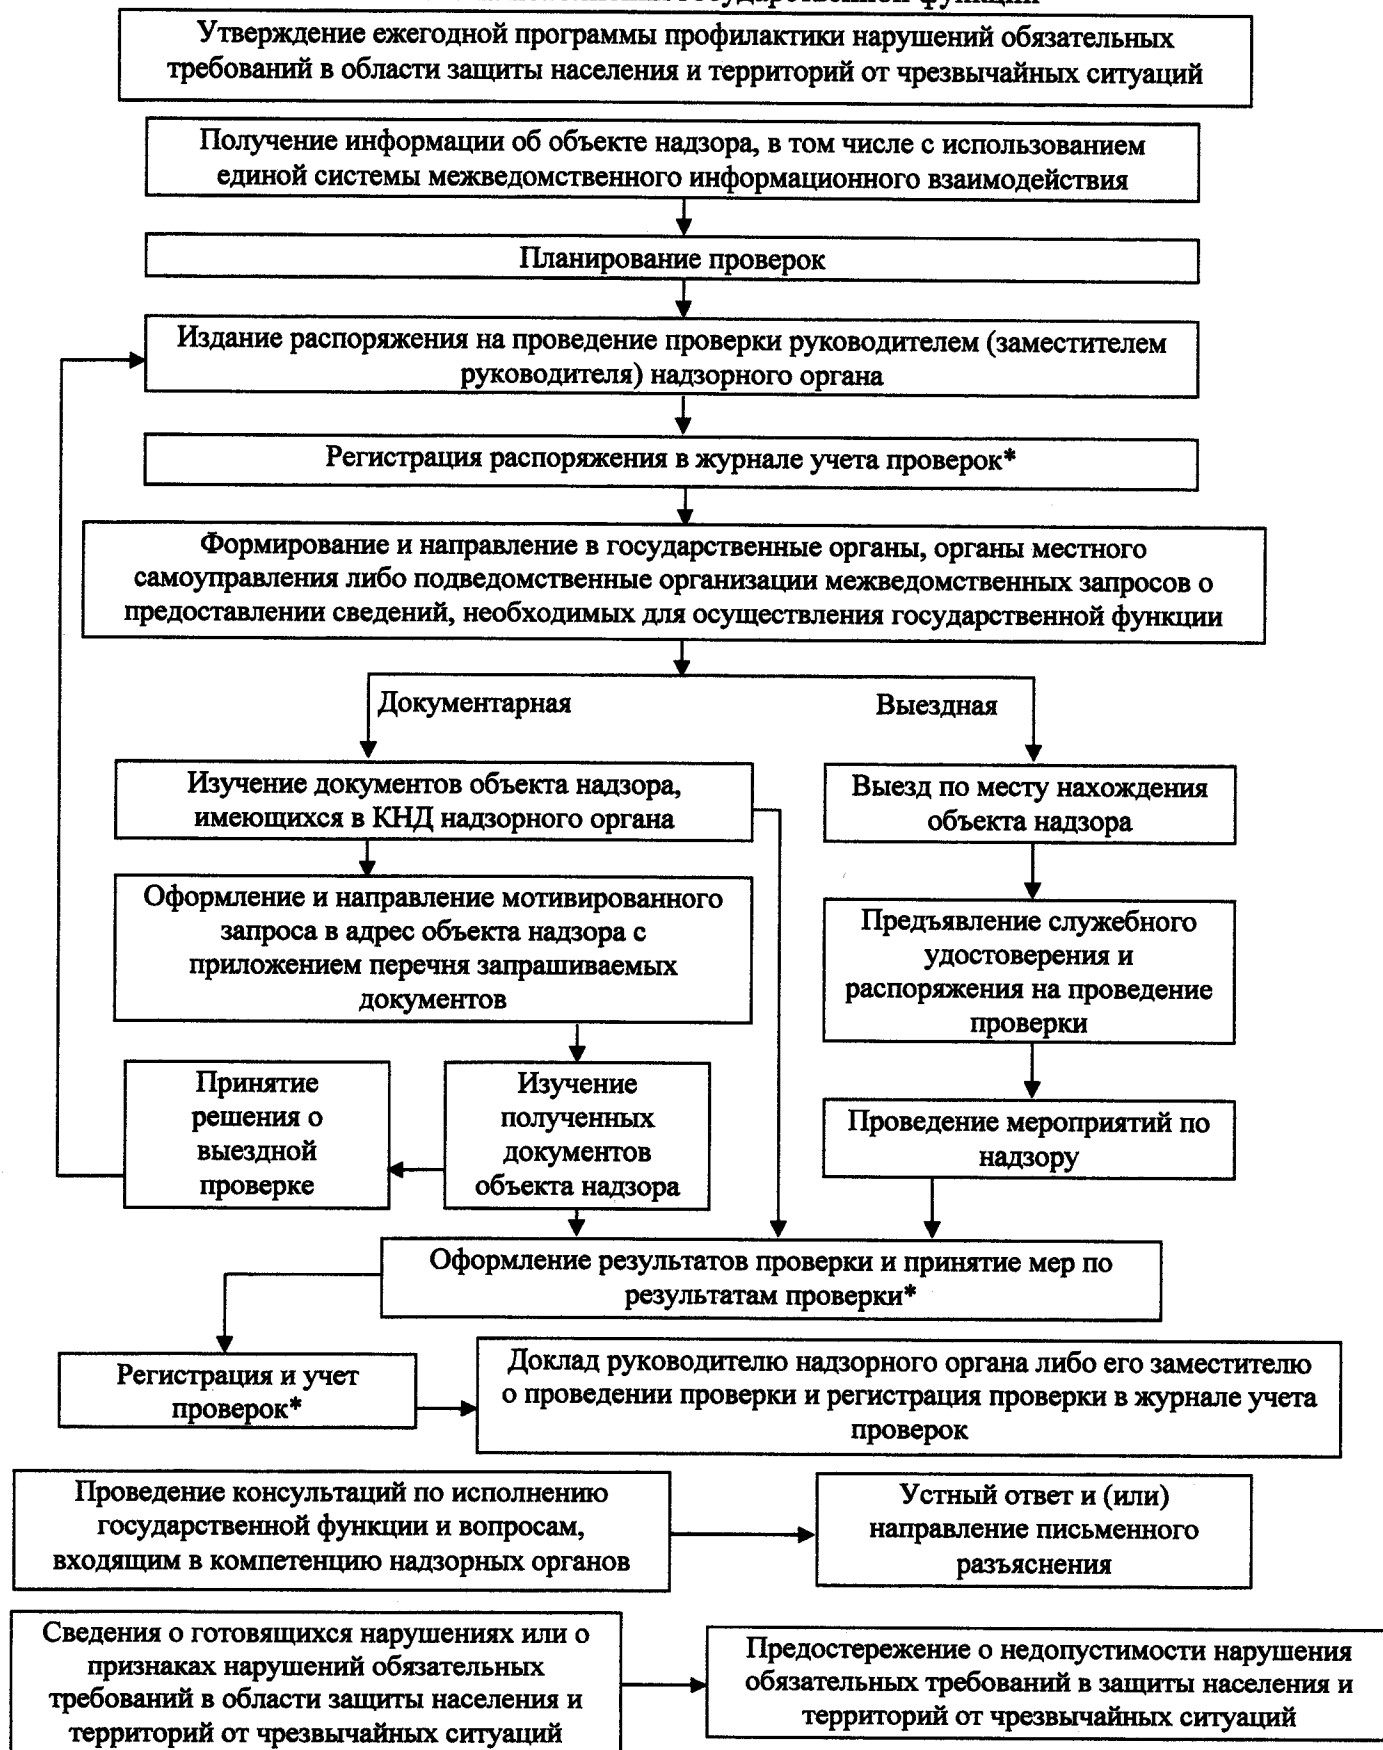 государственной функции
Утверждение ежегодной программы профилактики нарушений обязательных
требований в области защиты населения и территорий от чрезвычайных ситуаций
Получение информации об объекте надзора, в том числе с использованием
единой системы межведомственного информационного взаимодействия
Планирование проверок
Издание распоряжения на проведение проверки руководителем (заместителем
руководителя) надзорного органа
Регистрация распоряжения в журнале учета проверок*
Формирование и направление в государственные органы, органы местного
самоуправления либо подведомственные организации межведомственных запросов о
предоставлении сведений, необходимых для осуществления государственной функции
Документарная
Выездная
Изучение документов объекта надзора,
имеющихся в КНД надзорного органа
Выезд по месту нахождения
объекта надзора
Оформление и направление мотивированного
запроса в адрес объекта надзора с
приложением перечня запрашиваемых
документов
Предъявление служебного
удостоверения и
распоряжения на проведение
проверки
Принятие
решения о
выездной
проверке
Изучение
полученных
документов
объекта надзора
Проведение мероприятий по
надзору
Оформление результатов проверки и принятие мер по
результатам проверки*
Регистрация и учет
проверок*
Доклад руководителю надзорного органа либо его заместителю
о проведении проверки и регистрация проверки в журнале учета
проверок
Проведение консультаций по исполнению
государственной функции и вопросам,
входящим в компетенцию надзорных органов
Устный ответ и (или)
направление письменного
разъяснения
Сведения о готовящихся нарушениях или о
признаках нарушений обязательных
требований в области защиты населения и
территорий от чрезвычайных ситуаций
Предостережение о недопустимости нарушения
обязательных требований в защиты населения и
территорий от чрезвычайных ситуаций